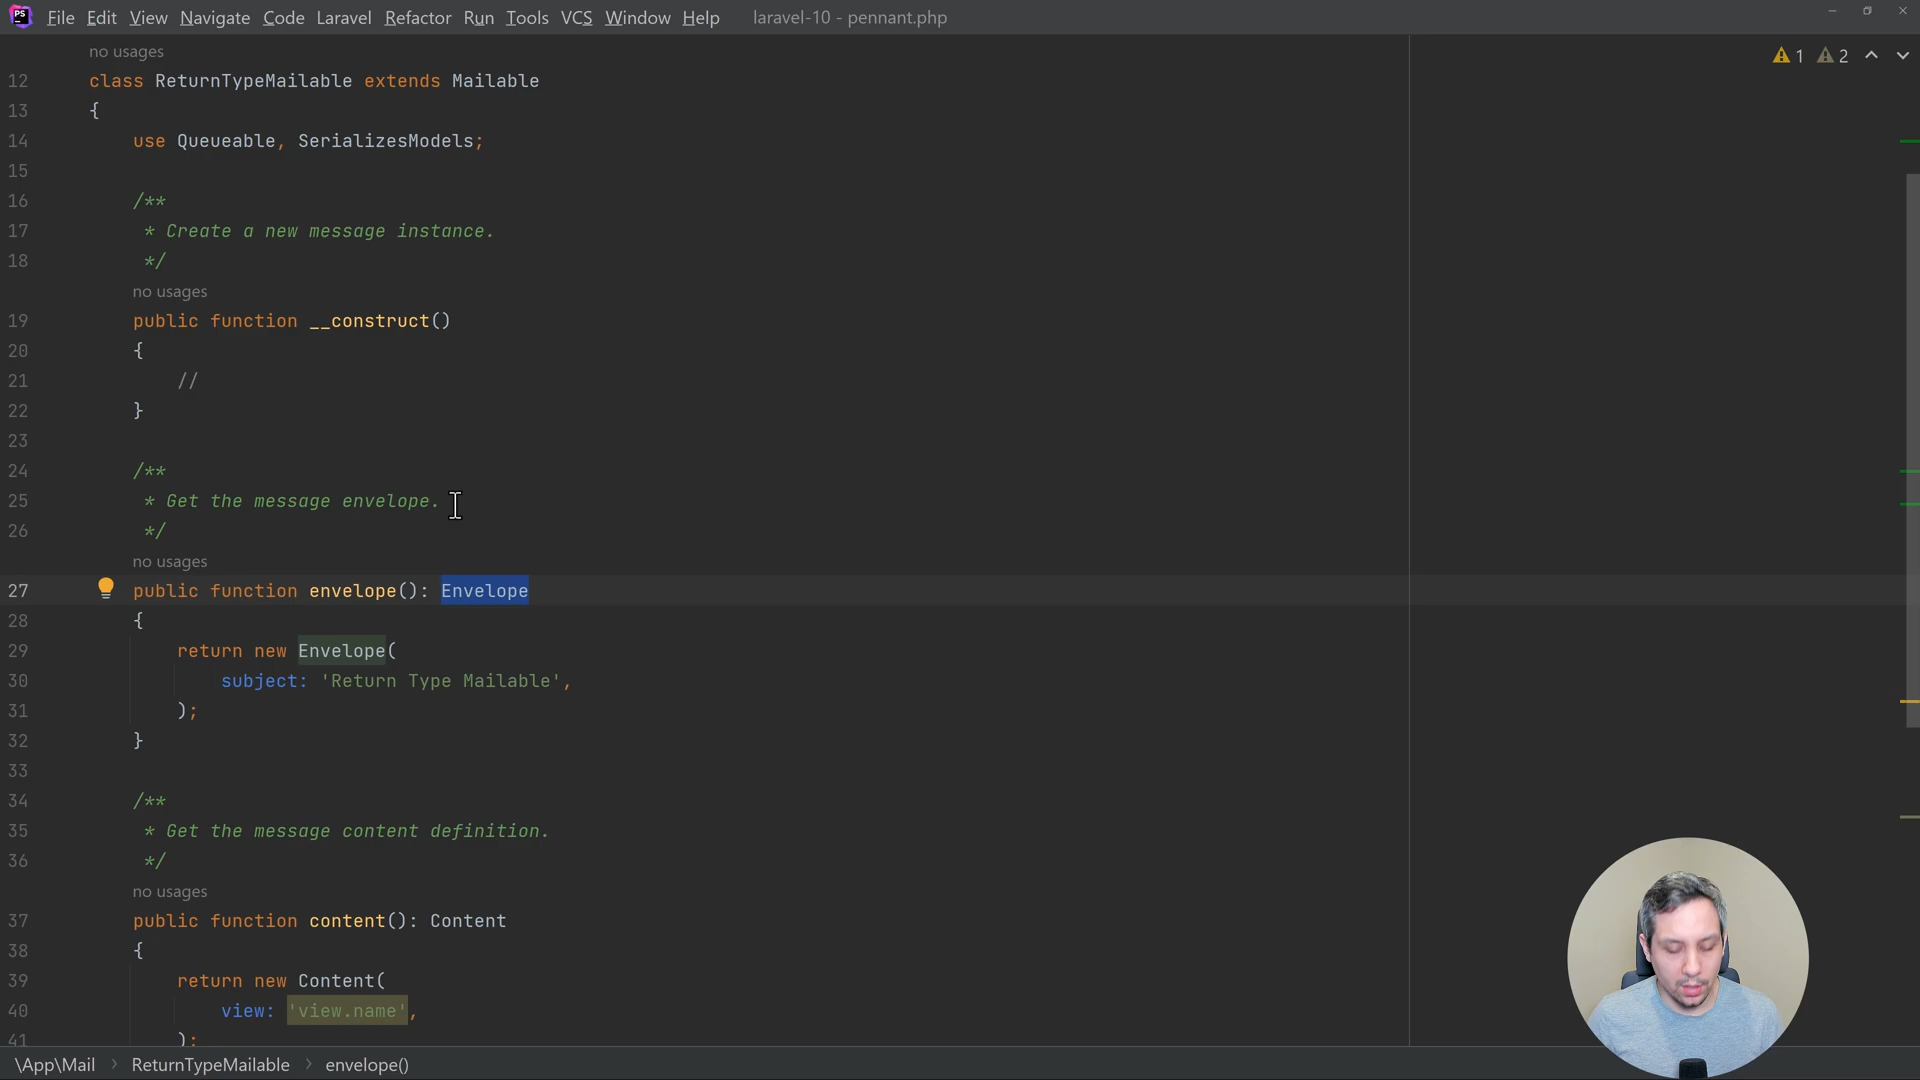 PS File Edit View Navigate Code Laravel Refactor Run Tools VCS Window Help laravel-10 - pennant.php
no usages
1 2
12 class ReturnTypeMailable extends Mailable
13 {
14 use Queueable, SerializesModels;
15
16 /**
17 * Create a new message instance.
18 */
no usages
19 public function __construct()
20 {
21 //
22 }
23
24 /**
25 * Get the message envelope.
26 */
no usages
27 public function envelope(): Envelope
28 {
29 return new Envelope(
30 subject: 'Return Type Mailable',
31 );
32 }
33
34 /**
35 * Get the message content definition.
36 */
no usages
37 public function content(): Content
38 {
39 return new Content(
40 view: 'view.name',
41 );
\App\Mail › ReturnTypeMailable › envelope()